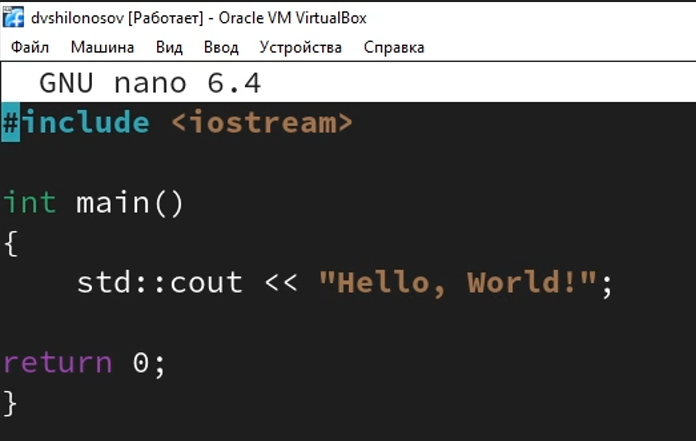 dvshilonosov [Работает] - Oracle VM VirtualBox
Файл Машина Вид Ввод Устройства Справка
GNU nano 6.4
#include <iostream>
int main()
{
    std::cout << "Hello, World!";
return 0;
}